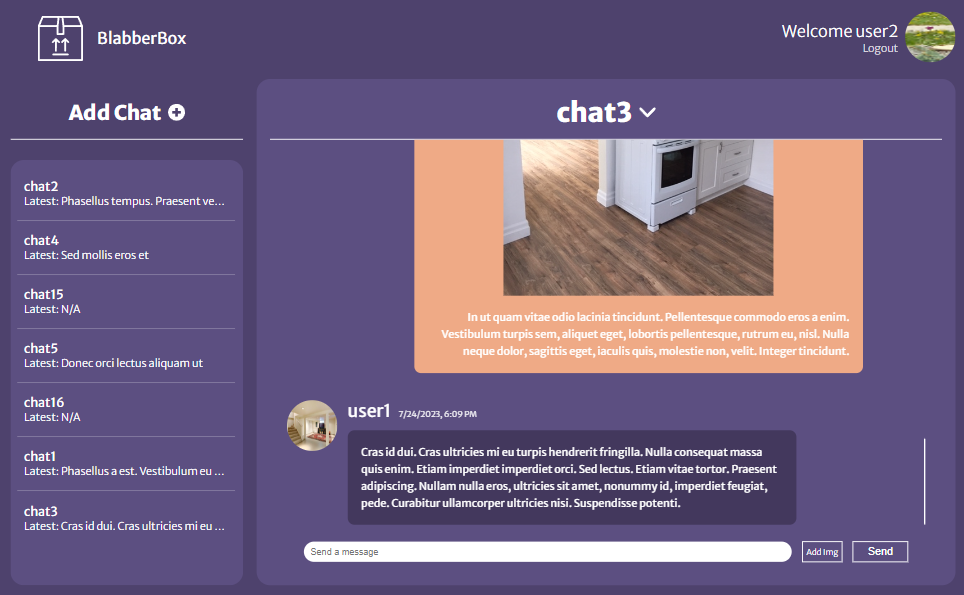 BlabberBox
Welcome user2
Logout
Add Chat
chat2
Latest: Phasellus tempus. Praesent ve...
chat4
Latest: Sed mollis eros et
chat15
Latest: N/A
chat5
Latest: Donec orci lectus aliquam ut
chat16
Latest: N/A
chat1
Latest: Phasellus a est. Vestibulum eu ...
chat3
Latest: Cras id dui. Cras ultricies mi eu ...
chat3
In ut quam vitae odio lacinia tincidunt. Pellentesque commodo eros a enim.
Vestibulum turpis sem, aliquet eget, lobortis pellentesque, rutrum eu, nisl. Nulla
neque dolor, sagittis eget, iaculis quis, molestie non, velit. Integer tincidunt.
user1 7/24/2023, 6:09 PM
Cras id dui. Cras ultricies mi eu turpis hendrerit fringilla. Nulla consequat massa
quis enim. Etiam imperdiet imperdiet orci. Sed lectus. Etiam vitae tortor. Praesent
adipiscing. Nullam nulla eros, ultricies sit amet, nonummy id, imperdiet feugiat,
pede. Curabitur ullamcorper ultricies nisi. Suspendisse potenti.
Send a message
Add Img
Send